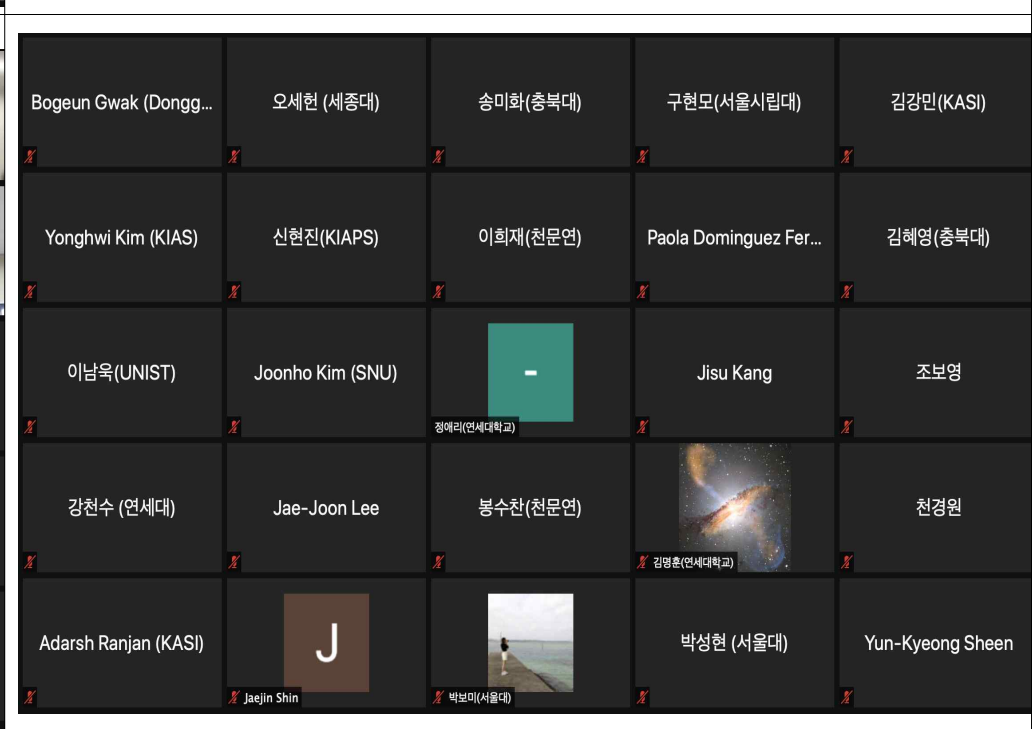 Bogeun Gwak (Dongg...
오세헌 (세종대)
송미화(충북대)
구현모(서울시립대)
김강민(KASI)
Yonghwi Kim (KIAS)
신현진(KIAPS)
이희재(천문연)
Paola Dominguez Fer...
김혜영(충북대)
이남욱(UNIST)
Joonho Kim (SNU)
-
정애리(연세대학교)
Jisu Kang
조보영
강천수 (연세대)
Jae-Joon Lee
봉수찬(천문연)
김명훈(연세대학교)
천경원
Adarsh Ranjan (KASI)
J
Jaejin Shin
박보미(서울대)
박성현 (서울대)
Yun-Kyeong Sheen